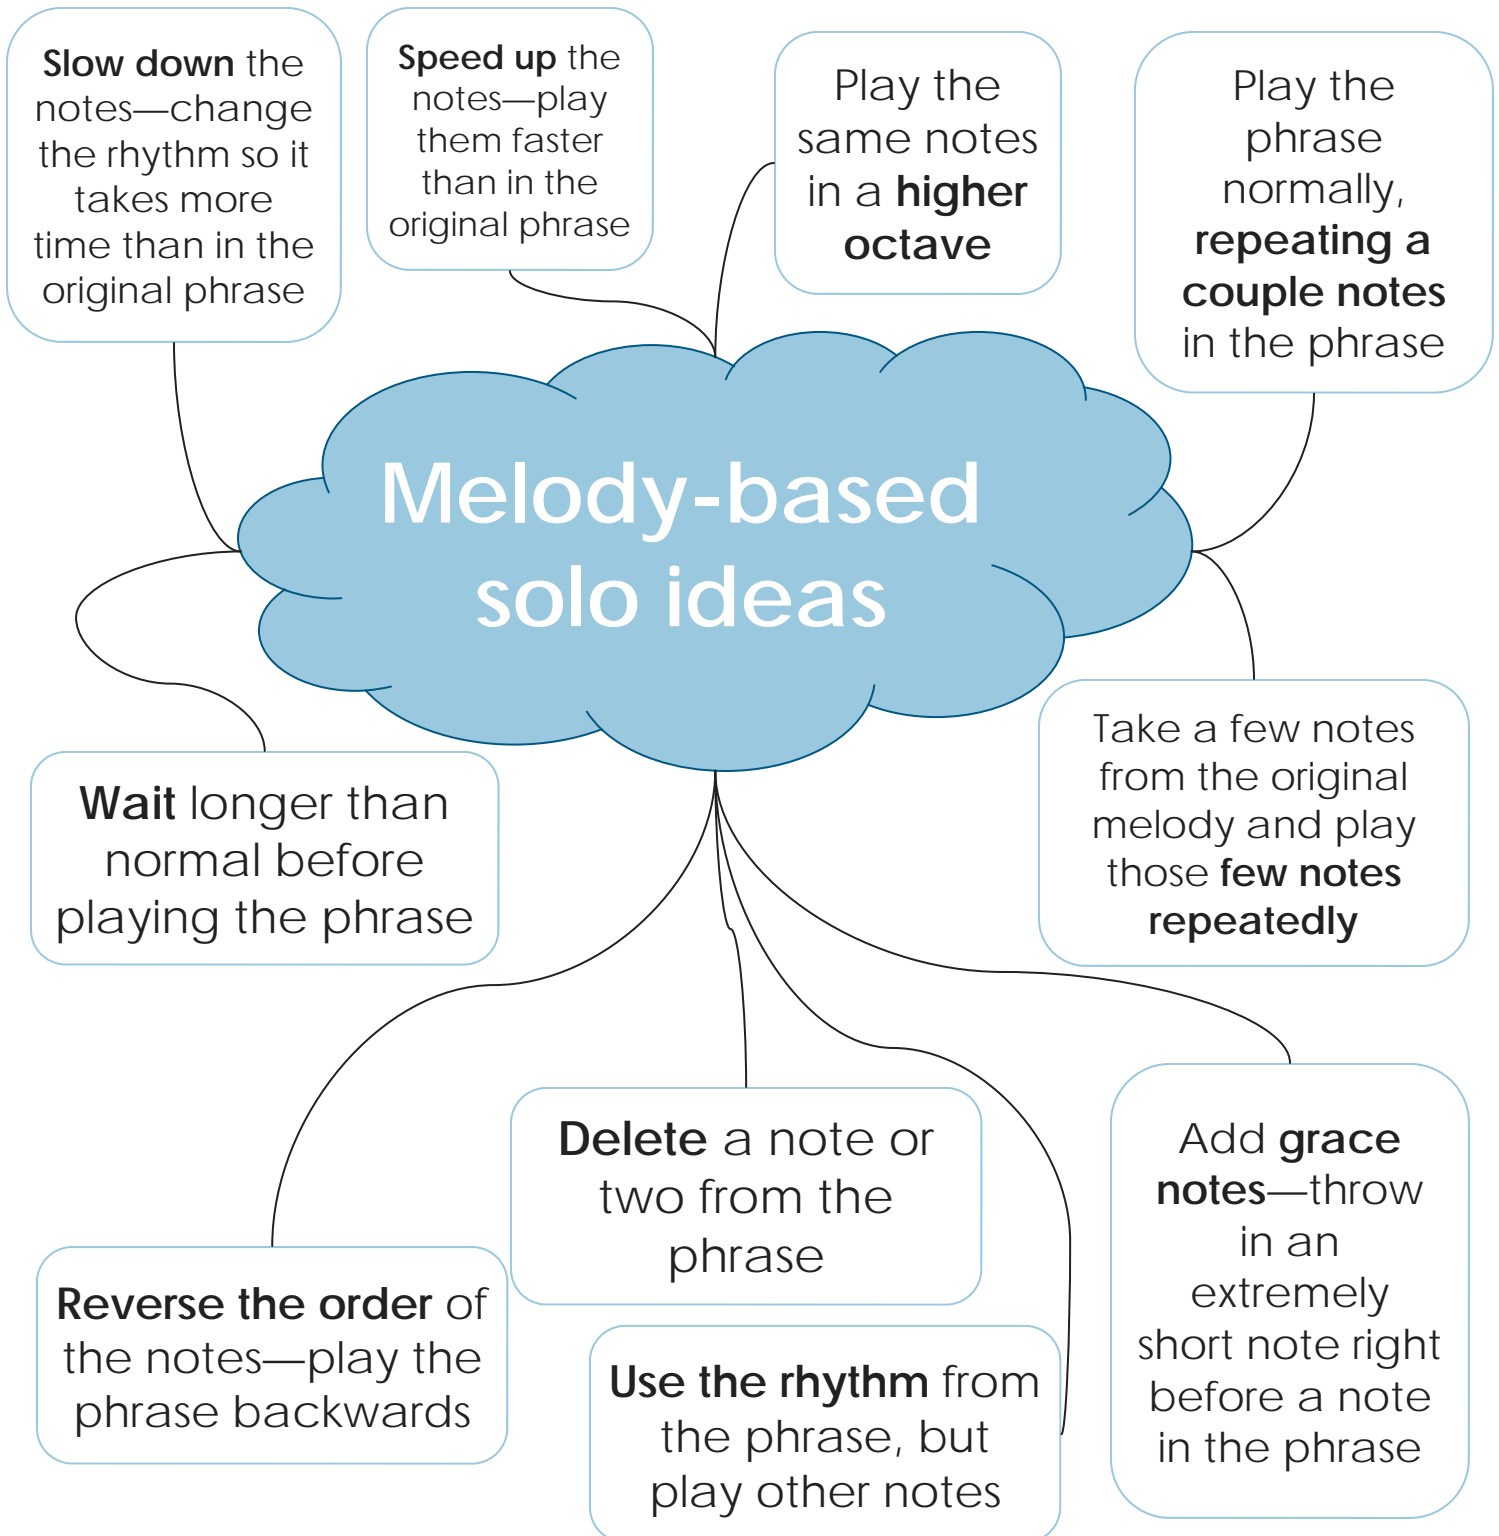 Slow down the
notes—change
the rhythm so it
takes more
time than in the
original phrase
Speed up the
notes—play
them faster
than in the
original phrase
Play the
same notes
in a higher
octave
Play the
phrase
normally,
repeating a
couple notes
in the phrase
Melody-based
solo ideas
Wait longer than
normal before
playing the phrase
Take a few notes
from the original
melody and play
those few notes
repeatedly
Delete a note or
two from the
phrase
Add grace
notes—throw
in an
extremely
short note right
before a note
in the phrase
Reverse the order of
the notes—play the
phrase backwards
Use the rhythm from
the phrase, but
play other notes